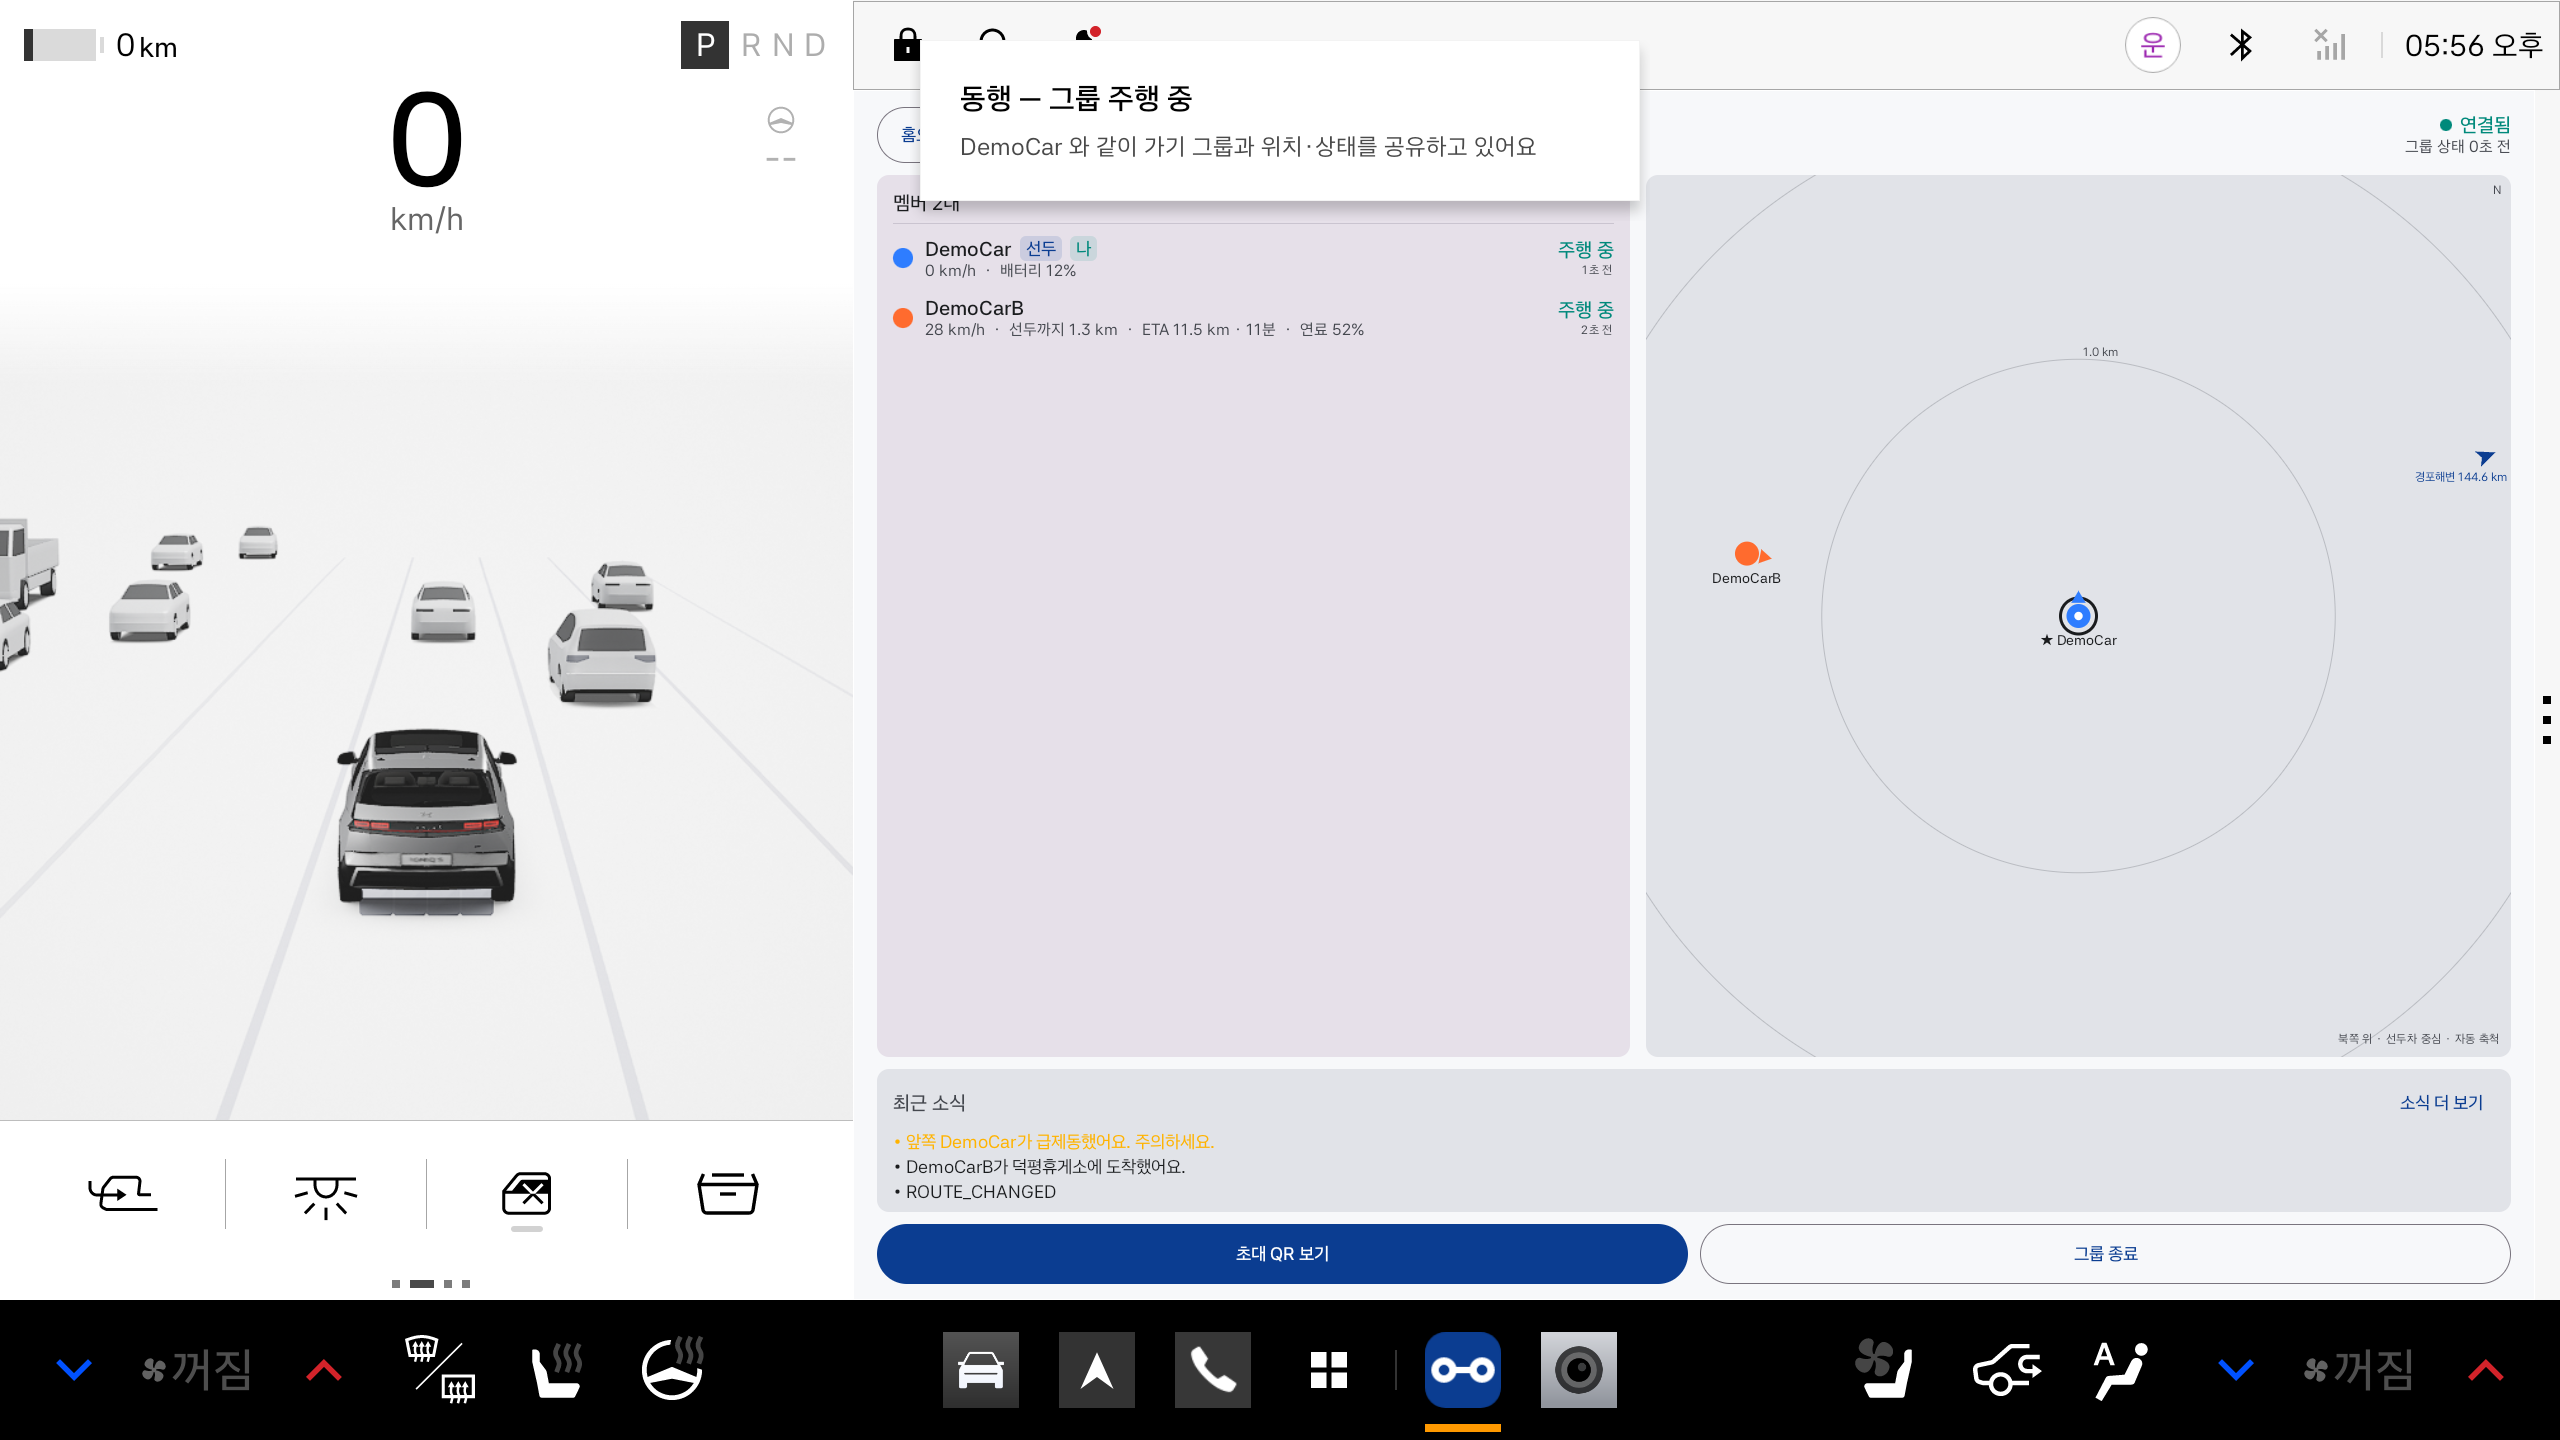 0 km
P R N D
0
km/h
운
05:56 오후
동행 – 그룹 주행 중
DemoCar 와 같이 가기 그룹과 위치·상태를 공유하고 있어요
연결됨
그룹 상태 0초 전
멤버 2대
DemoCar 선두 나
주행 중
0 km/h · 배터리 12%
1초 전
DemoCarB
주행 중
28 km/h · 선두까지 1.3 km · ETA 11.5 km · 11분 · 연료 52%
2초 전
N
1.0 km
경포해변 144.6 km
DemoCarB
★ DemoCar
북쪽 위 · 선두차 중심 · 자동 축척
최근 소식
소식 더 보기
• 앞쪽 DemoCar가 급제동했어요. 주의하세요.
• DemoCarB가 덕평휴게소에 도착했어요.
• ROUTE_CHANGED
초대 QR 보기
그룹 종료
꺼짐
A
꺼짐